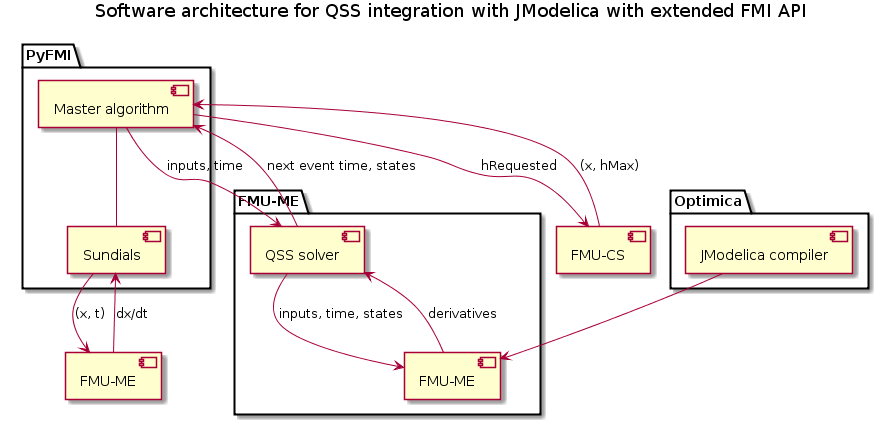 Software architecture for QSS integration with JModelica with extended FMI API
PyFMI
Master algorithm
inputs, time
next event time, states
hRequested
(x, hMax)
FMU-ME
Optimica
Sundials
QSS solver
FMU-CS
JModelica compiler
(x, t)
dx/dt
inputs, time, states
derivatives
FMU-ME
FMU-ME